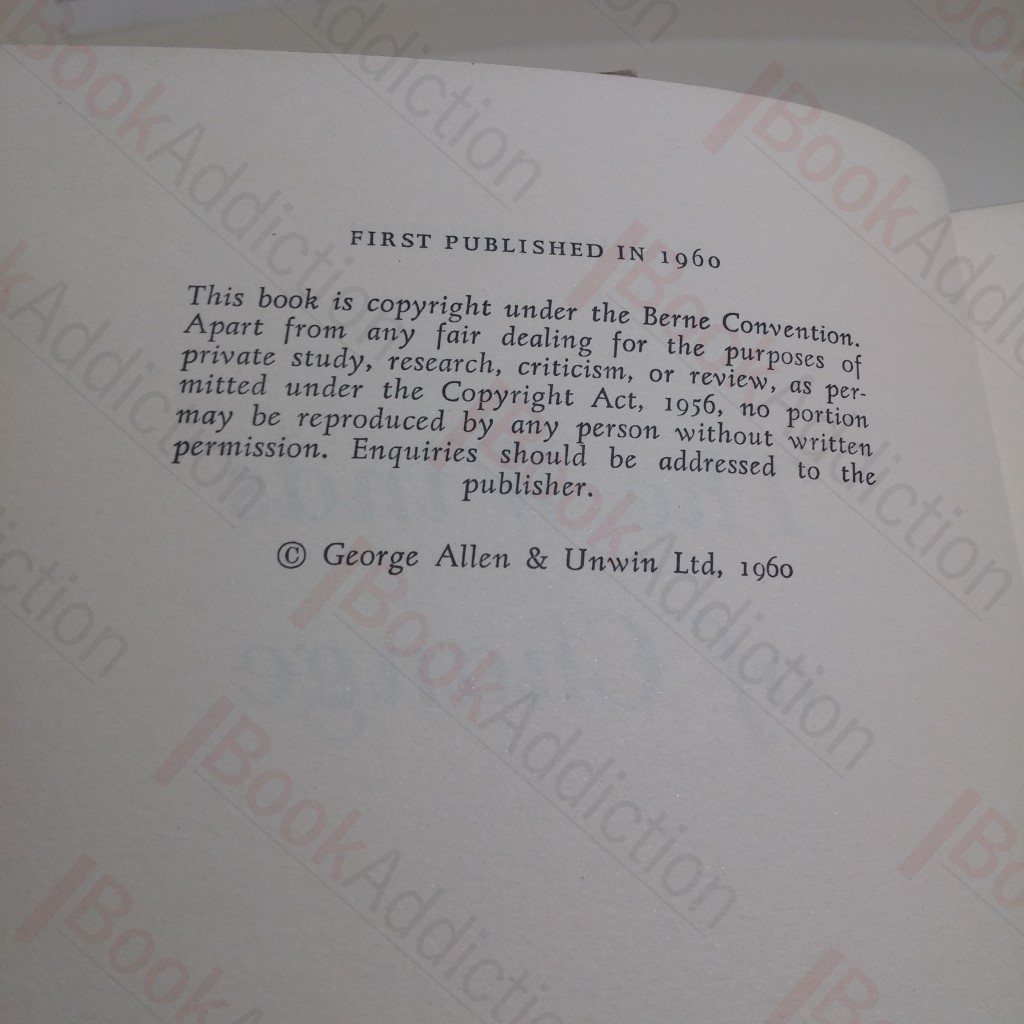 FIRST PUBLISHED IN 1960
This book is copyright under the Berne Convention.
Apart from any fair dealing for the purposes of
private study, research, criticism, or review, as per-
mitted under the Copyright Act, 1956, no portion
may be reproduced by any person without written
permission. Enquiries should be addressed to the
publisher.
© George Allen & Unwin Ltd, 1960
BookAddiction